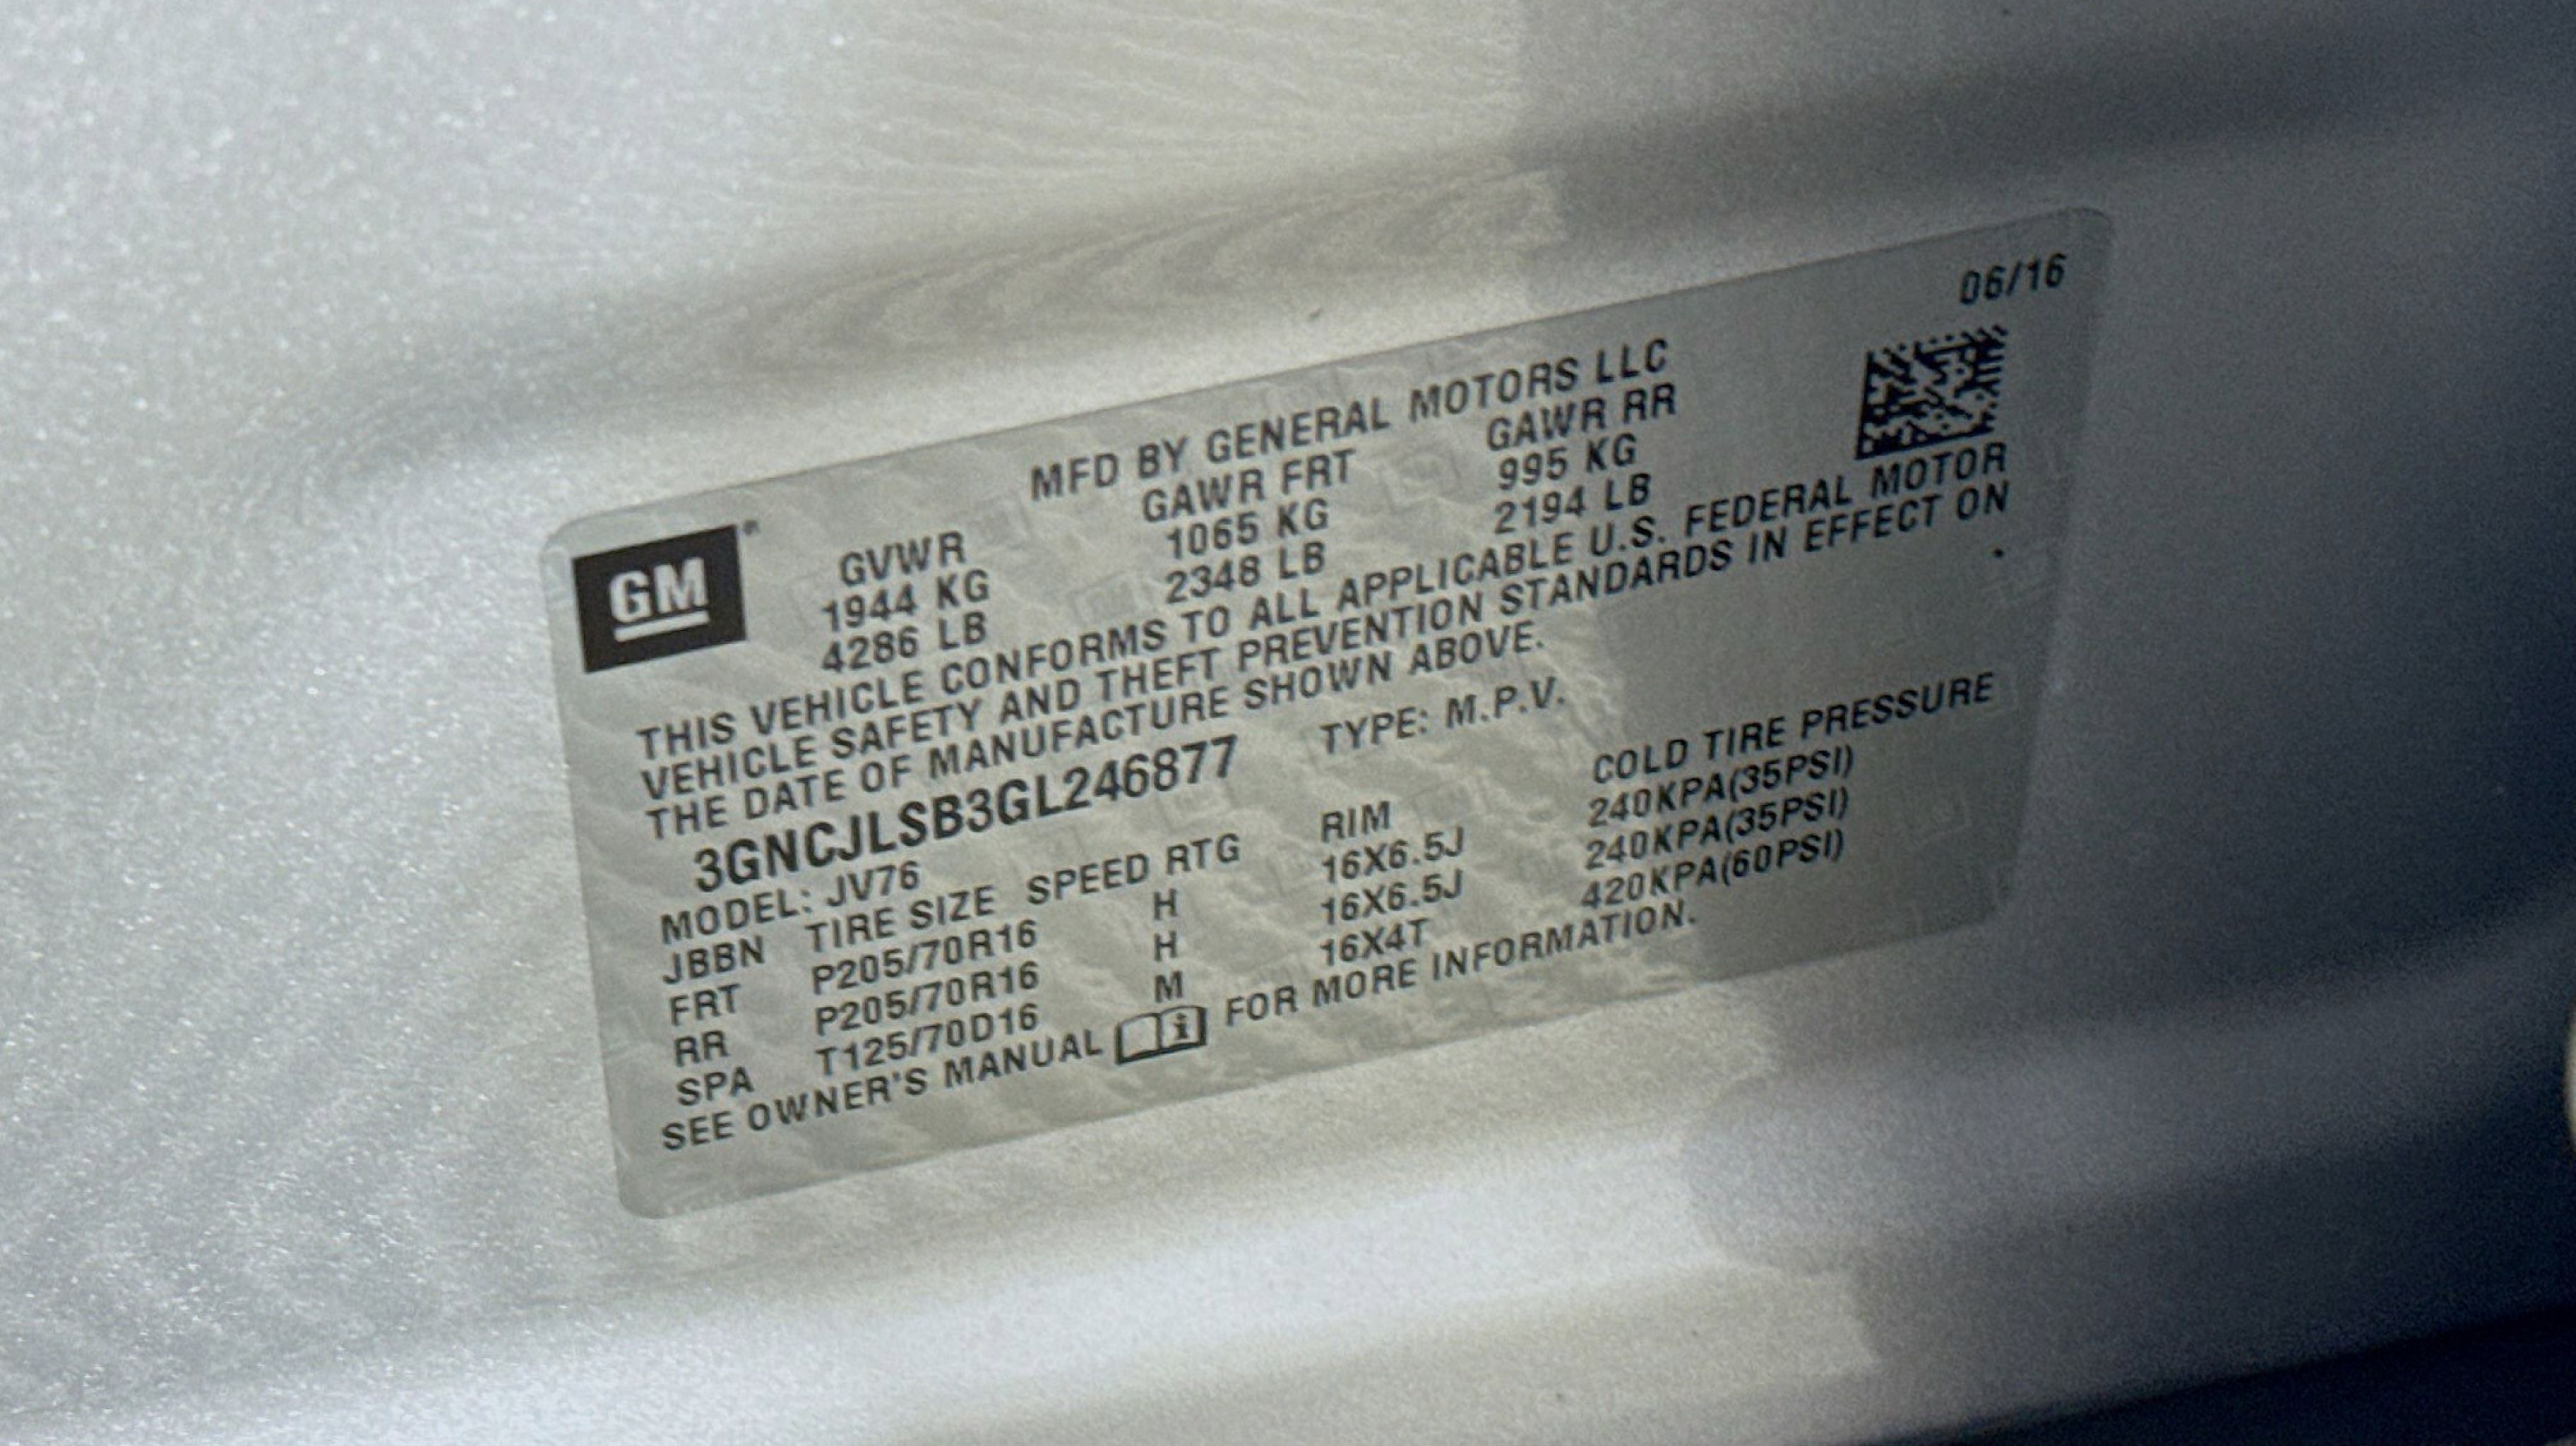 06/16
MFD BY GENERAL MOTORS LLC
GM
GVWR GAWR FRT GAWR RR
1944 KG 1065 KG 995 KG
4286 LB 2348 LB 2194 LB
THIS VEHICLE CONFORMS TO ALL APPLICABLE U.S. FEDERAL MOTOR
VEHICLE SAFETY AND THEFT PREVENTION STANDARDS IN EFFECT ON
THE DATE OF MANUFACTURE SHOWN ABOVE.
3GNCJLSB3GL246877 TYPE: M.P.V.
MODEL: JV76
JBBN TIRE SIZE SPEED RTG RIM COLD TIRE PRESSURE
FRT P205/70R16 H 16X6.5J 240KPA(35PSI)
RR P205/70R16 H 16X6.5J 240KPA(35PSI)
SPA T125/70D16 M 16X4T 420KPA(60PSI)
SEE OWNER'S MANUAL FOR MORE INFORMATION.